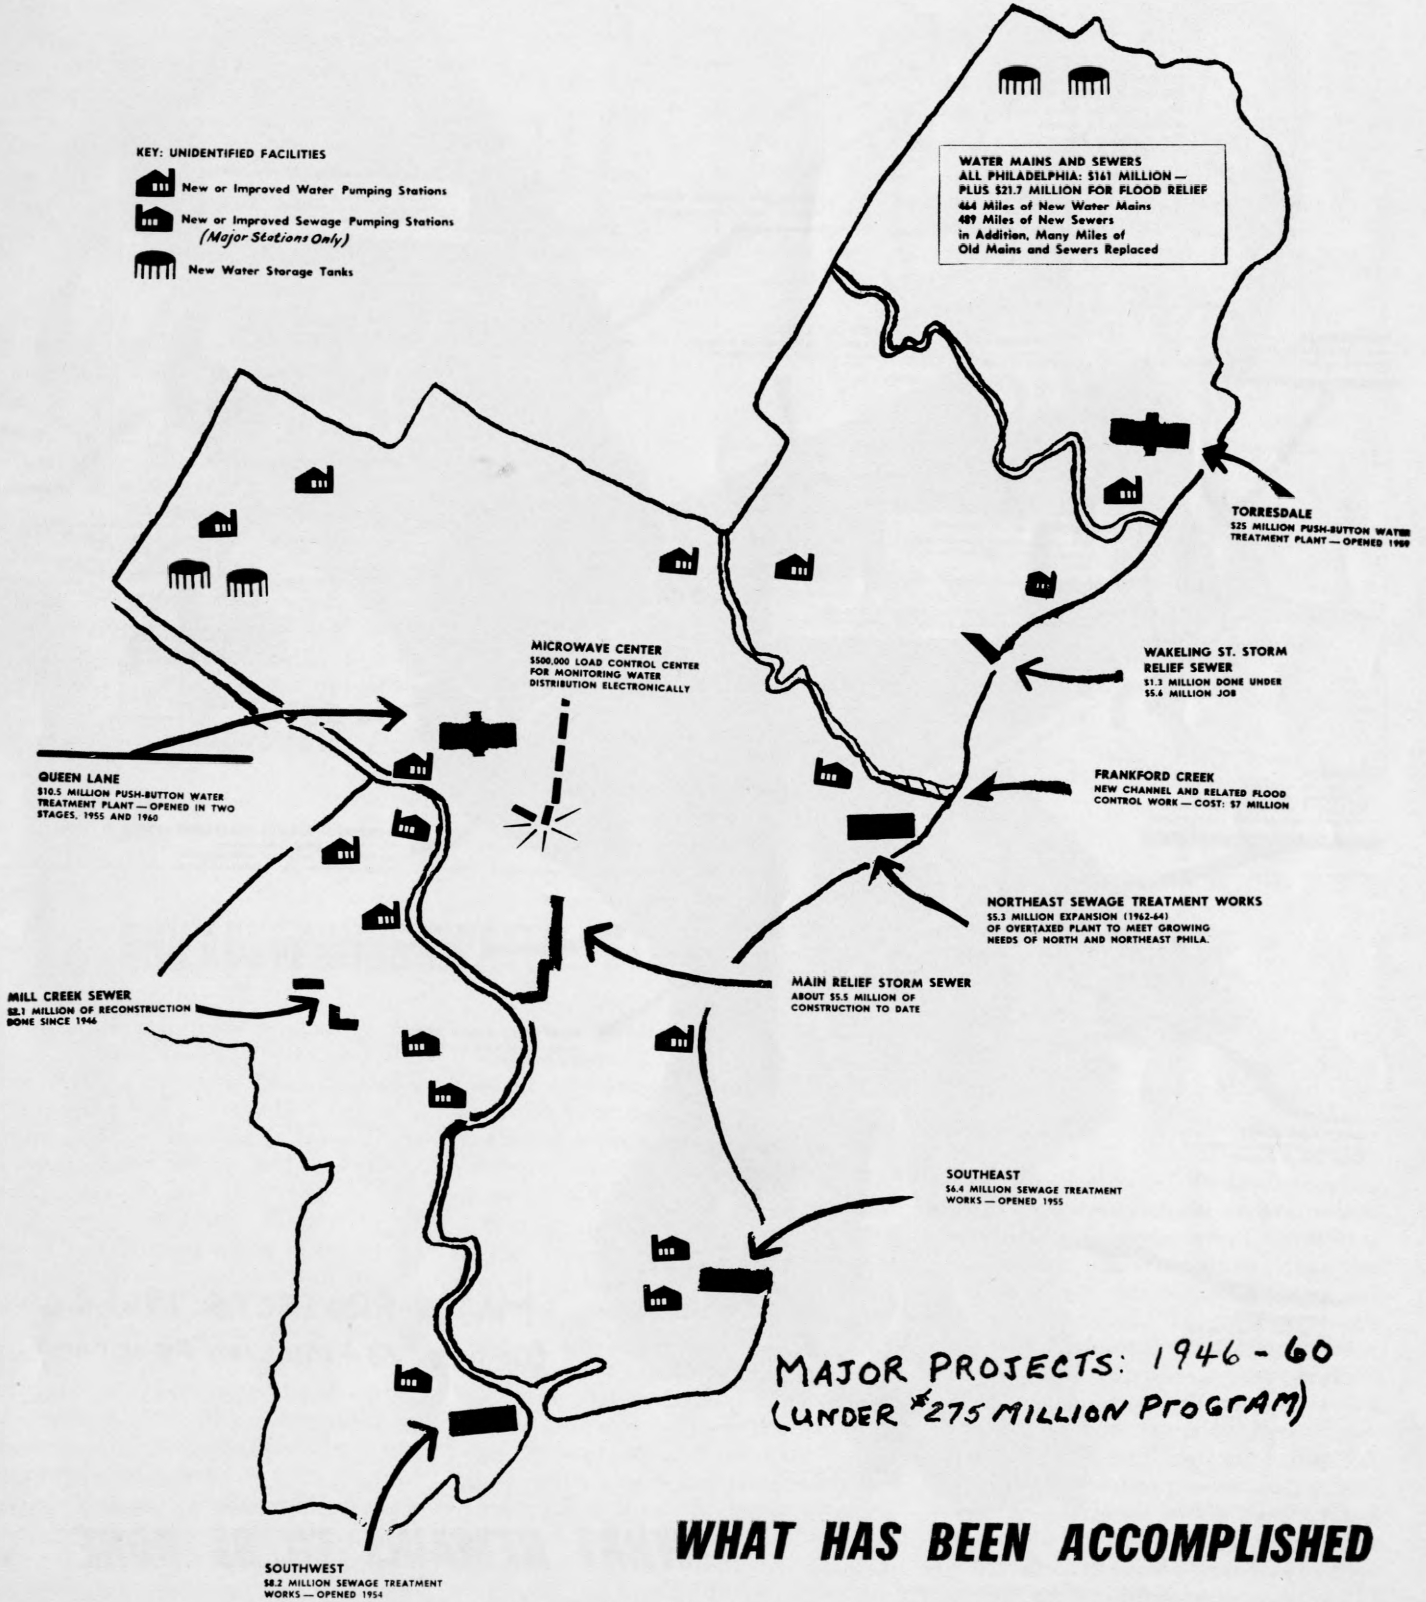 KEY: UNIDENTIFIED FACILITIES
New or Improved Water Pumping Stations
New or Improved Sewage Pumping Stations
(Major Stations Only)
New Water Storage Tanks
WATER MAINS AND SEWERS
ALL PHILADELPHIA: $161 MILLION —
PLUS $21.7 MILLION FOR FLOOD RELIEF
464 Miles of New Water Mains
489 Miles of New Sewers
in Addition, Many Miles of
Old Mains and Sewers Replaced
TORRESDALE
$25 MILLION PUSH-BUTTON WATER
TREATMENT PLANT — OPENED 1959
MICROWAVE CENTER
$500,000 LOAD CONTROL CENTER
FOR MONITORING WATER
DISTRIBUTION ELECTRONICALLY
WAKELING ST. STORM
RELIEF SEWER
$1.3 MILLION DONE UNDER
$5.6 MILLION JOB
QUEEN LANE
$10.5 MILLION PUSH-BUTTON WATER
TREATMENT PLANT — OPENED IN TWO
STAGES, 1955 AND 1960
FRANKFORD CREEK
NEW CHANNEL AND RELATED FLOOD
CONTROL WORK — COST: $7 MILLION
NORTHEAST SEWAGE TREATMENT WORKS
$5.3 MILLION EXPANSION (1962-64)
OF OVERTAXED PLANT TO MEET GROWING
NEEDS OF NORTH AND NORTHEAST PHILA.
MAIN RELIEF STORM SEWER
ABOUT $5.5 MILLION OF
CONSTRUCTION TO DATE
MILL CREEK SEWER
$2.1 MILLION OF RECONSTRUCTION
DONE SINCE 1946
SOUTHEAST
$6.4 MILLION SEWAGE TREATMENT
WORKS — OPENED 1955
MAJOR PROJECTS: 1946-60
(UNDER $275 MILLION PROGRAM)
WHAT HAS BEEN ACCOMPLISHED
SOUTHWEST
$8.2 MILLION SEWAGE TREATMENT
WORKS — OPENED 1954